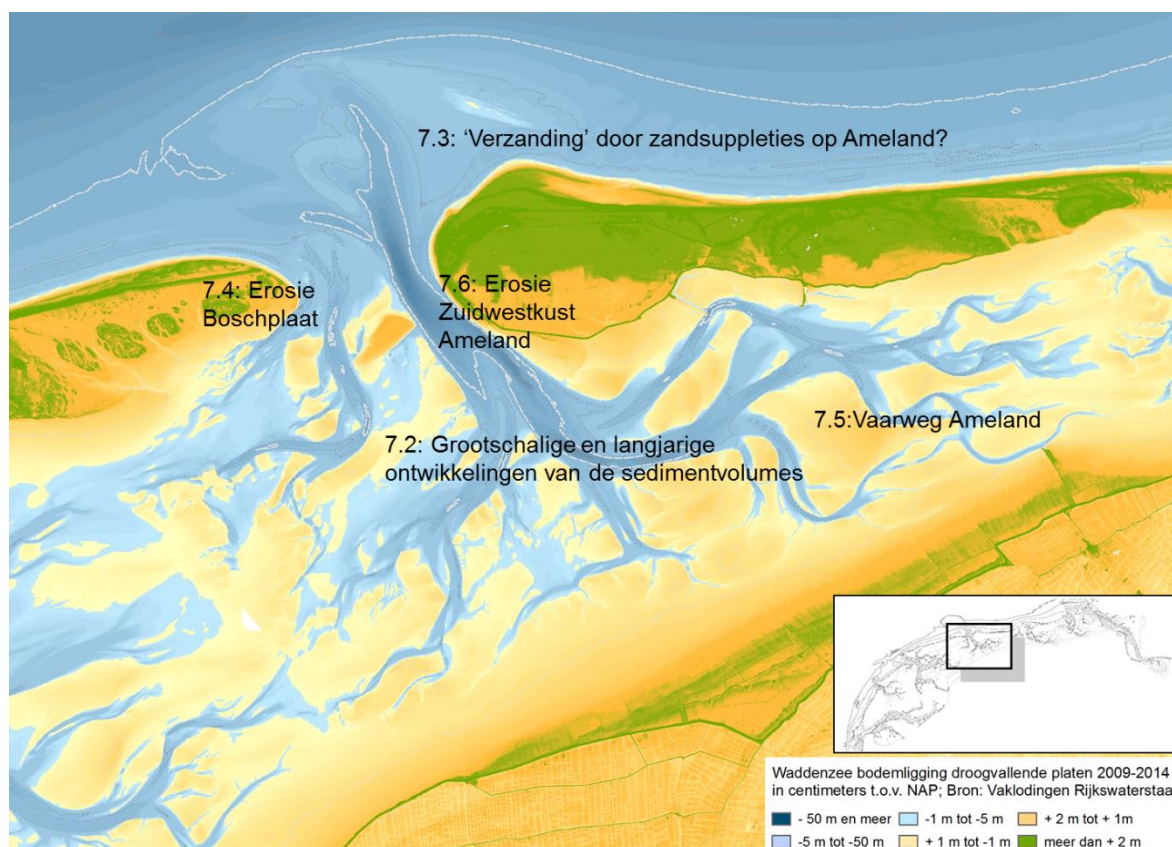 7.3: ‘Verzanding’ door zandsuppleties op Ameland?
7.4: Erosie
Boschplaat
7.6: Erosie
Zuidwestkust
Ameland
7.5:Vaarweg Ameland
7.2: Grootschalige en langjarige
ontwikkelingen van de sedimentvolumes
Waddenzee bodemligging droogvallende platen 2009-2014
in centimeters t.o.v. NAP; Bron: Vaklodingen Rijkswaterstaa
- 50 m en meer -1 m tot -5 m + 2 m tot + 1m
-5 m tot -50 m + 1 m tot -1 m meer dan + 2 m